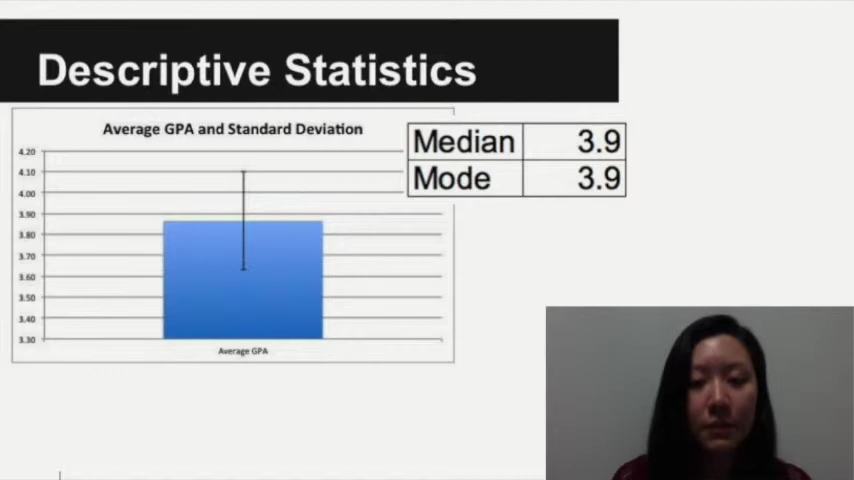 Descriptive Statistics
Average GPA and Standard Deviation
4.20
4.10
4.00
3.90
3.80
3.70
3.60
3.50
3.40
3.30
Average GPA
Median 3.9
Mode 3.9